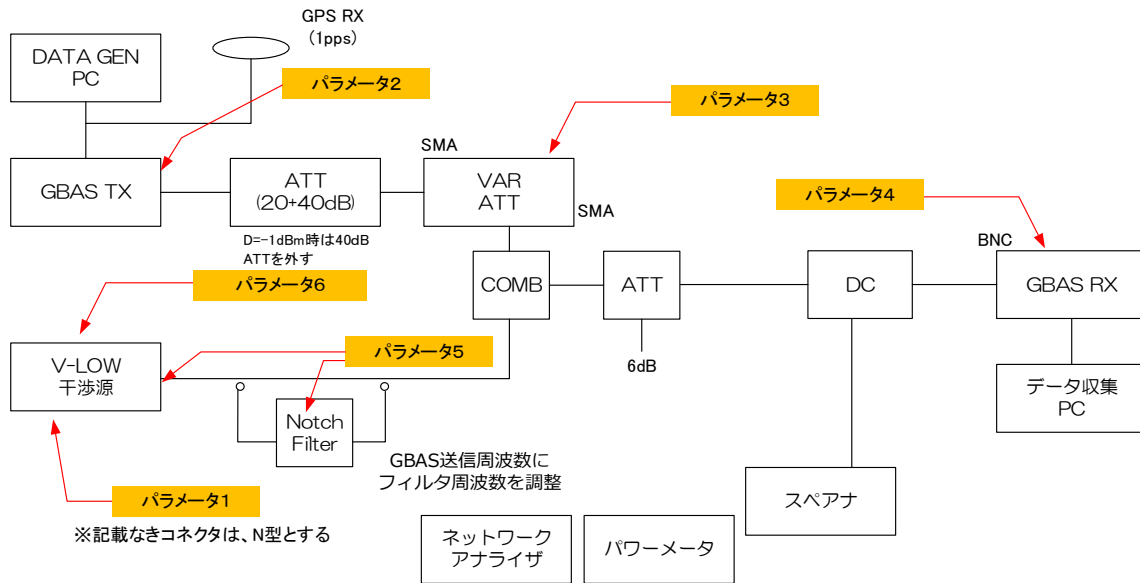 GPS RX
(1pps)
DATA GEN
PC
パラメータ2
パラメータ3
SMA
GBAS TX
ATT
(20+40dB)
VAR
ATT
SMA
パラメータ4
D=-1dBm時は40dB
ATTを外す
BNC
パラメータ6
COMB
ATT
DC
GBAS RX
V-LOW
干渉源
パラメータ5
6dB
データ収集
PC
Notch
Filter
GBAS送信周波数に
フィルタ周波数を調整
パラメータ1
スペアナ
※記載なきコネクタは、N型とする
ネットワーク
アナライザ
パワーメータ